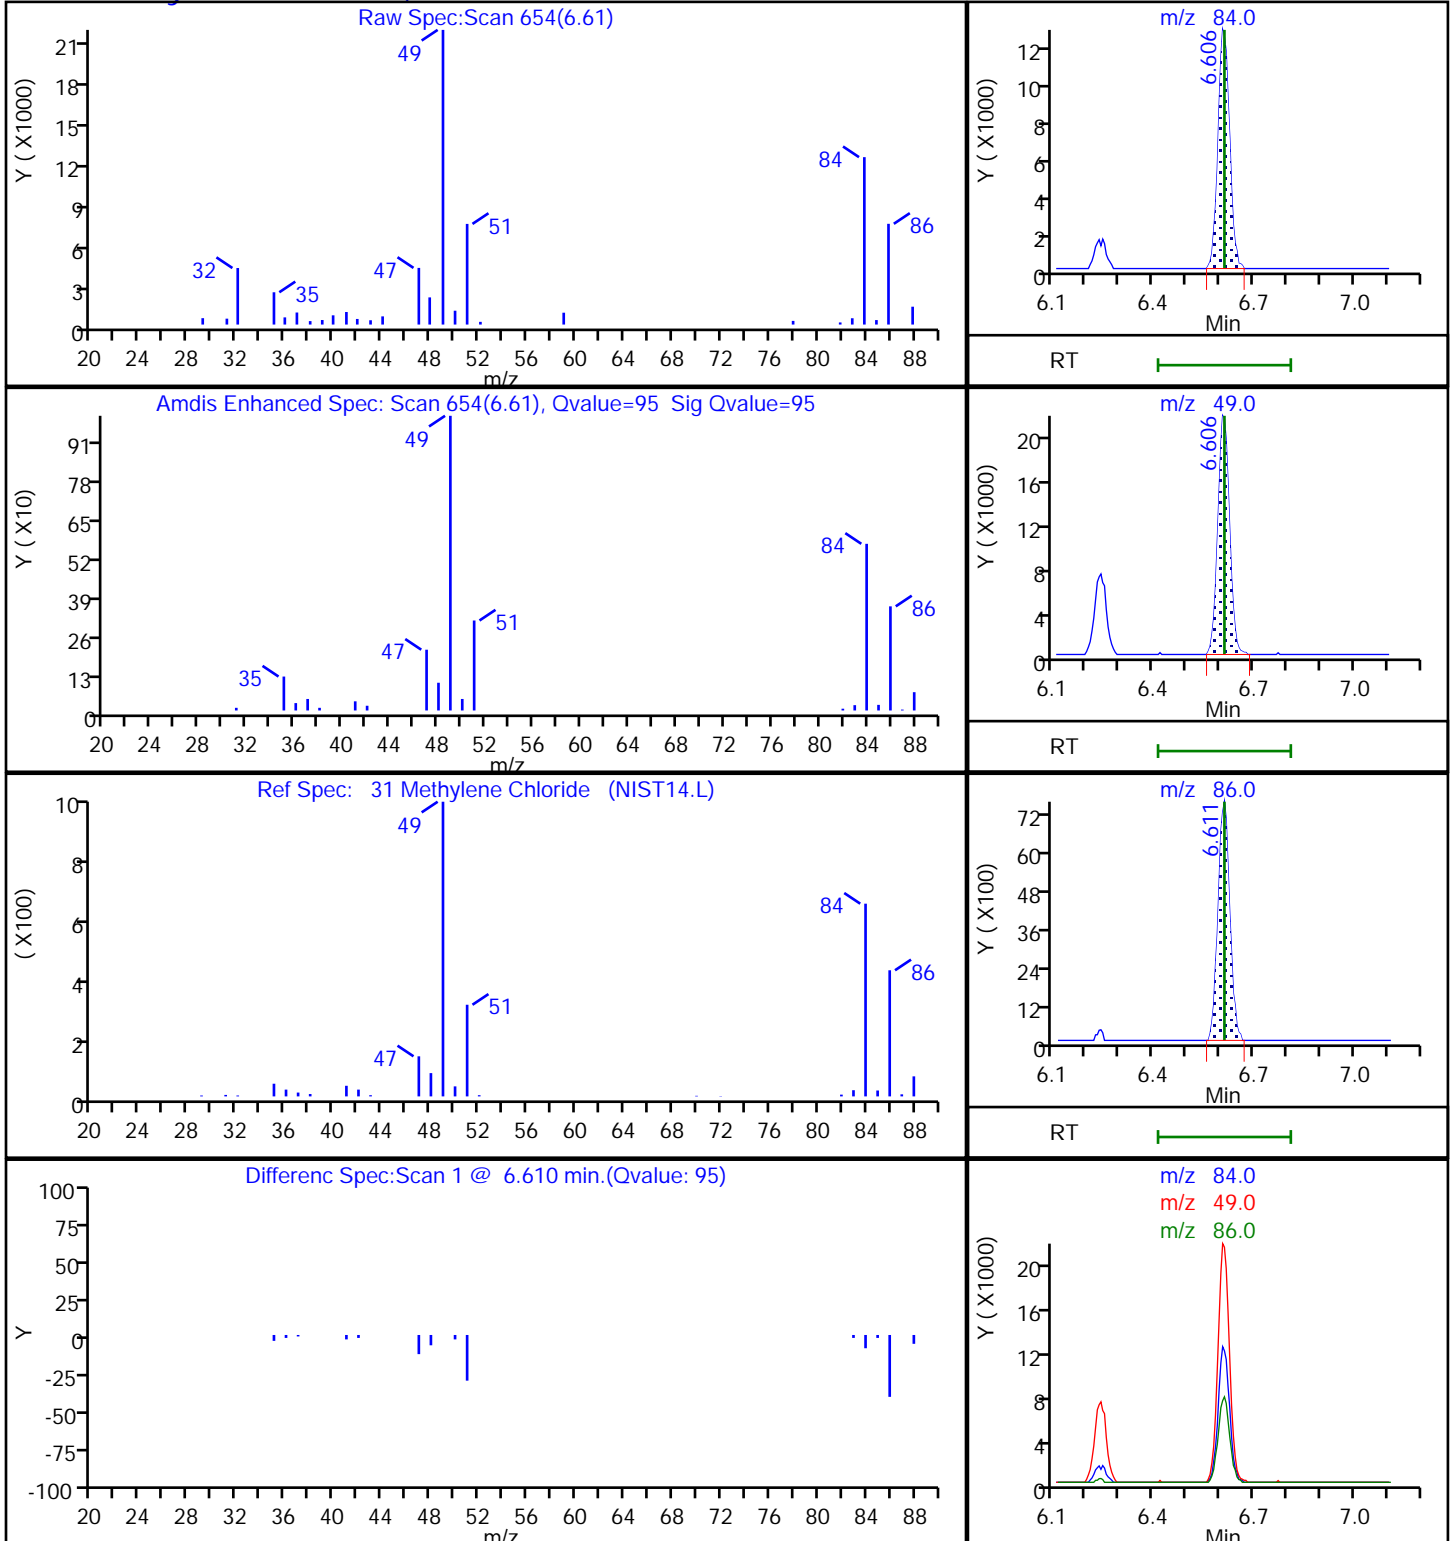 Raw Spec:Scan 654(6.61)
Y ( X1000)
21
18
15
12
9
6
3
0
49
84
51
86
32
47
35
20 24 28 32 36 40 44 48 52 56 60 64 68 72 76 80 84 88
m/z
m/z 84.0
Y ( X1000)
12
10
8
6
4
2
0
6.606
6.1 6.4 6.7 7.0
Min
RT
Amdis Enhanced Spec: Scan 654(6.61), Qvalue=95 Sig Qvalue=95
Y ( X10)
91
78
65
52
39
26
13
0
49
84
86
51
47
35
20 24 28 32 36 40 44 48 52 56 60 64 68 72 76 80 84 88
m/z
m/z 49.0
Y ( X1000)
20
16
12
8
4
0
6.606
6.1 6.4 6.7 7.0
Min
RT
Ref Spec: 31 Methylene Chloride (NIST14.L)
( X100)
10
8
6
4
2
0
49
84
86
51
47
20 24 28 32 36 40 44 48 52 56 60 64 68 72 76 80 84 88
m/z 86.0
Y ( X100)
72
60
48
36
24
12
0
6.611
6.1 6.4 6.7 7.0
Min
RT
Differenc Spec:Scan 1 @ 6.610 min.(Qvalue: 95)
Y
100
75
50
25
0
-25
-50
-75
-100
20 24 28 32 36 40 44 48 52 56 60 64 68 72 76 80 84 88
m/z
m/z 84.0
m/z 49.0
m/z 86.0
Y ( X1000)
20
16
12
8
4
0
6.1 6.4 6.7 7.0
Min